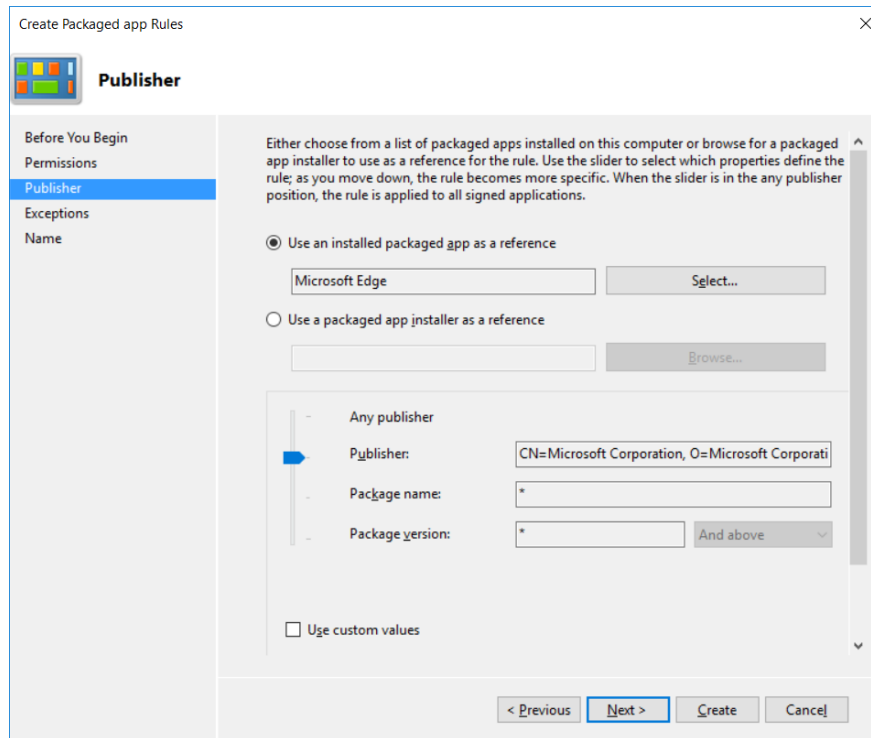 Create Packaged app Rules
Publisher
Before You Begin
Permissions
Publisher
Exceptions
Name
Either choose from a list of packaged apps installed on this computer or browse for a packaged
app installer to use as a reference for the rule. Use the slider to select which properties define the
rule; as you move down, the rule becomes more specific. When the slider is in the any publisher
position, the rule is applied to all signed applications.
Use an installed packaged app as a reference
Microsoft Edge
Select...
Use a packaged app installer as a reference
Browse...
Any publisher
Publisher:
CN=Microsoft Corporation, O=Microsoft Corporati
Package name:
*
Package version:
*
And above
Use custom values
< Previous
Next >
Create
Cancel